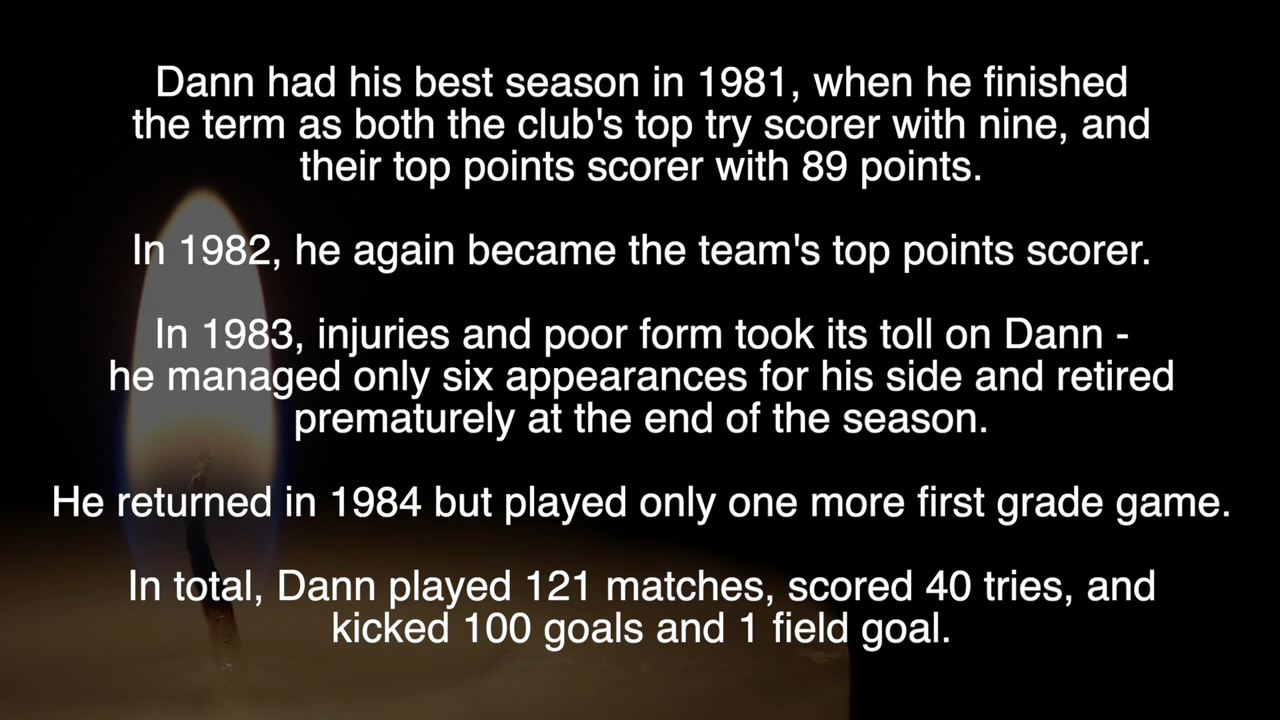 Dann had his best season in 1981, when he finished
the term as both the club's top try scorer with nine, and
their top points scorer with 89 points.
In 1982, he again became the team's top points scorer.
In 1983, injuries and poor form took its toll on Dann -
he managed only six appearances for his side and retired
prematurely at the end of the season.
He returned in 1984 but played only one more first grade game.
In total, Dann played 121 matches, scored 40 tries, and
kicked 100 goals and 1 field goal.